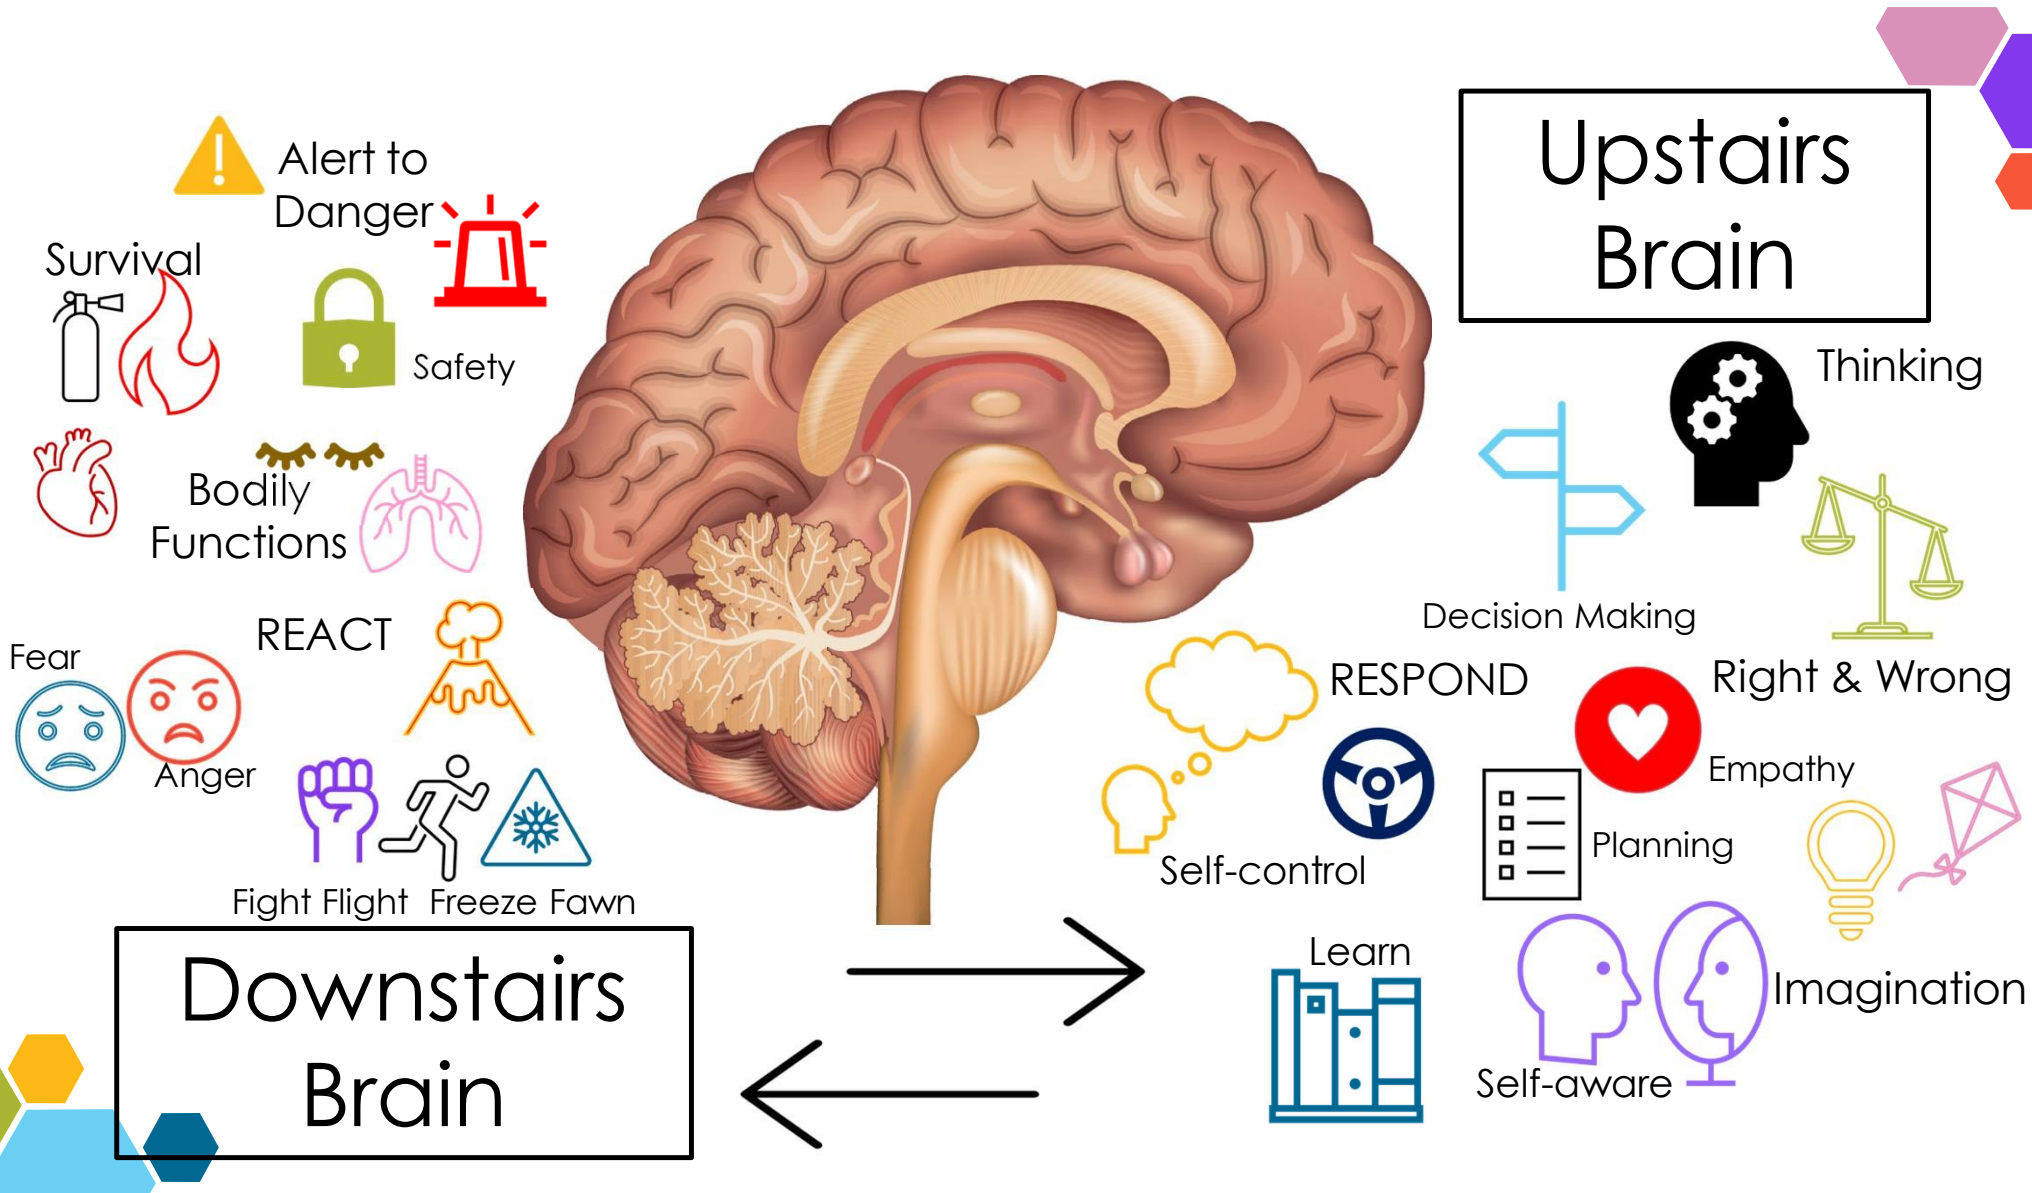 Alert to
Danger
Survival
Safety
Bodily
Functions
REACT
Fear
Anger
Fight Flight Freeze Fawn
Downstairs
Brain
Upstairs
Brain
Thinking
Decision Making
Right & Wrong
RESPOND
Empathy
Planning
Self-control
Learn
Imagination
Self-aware